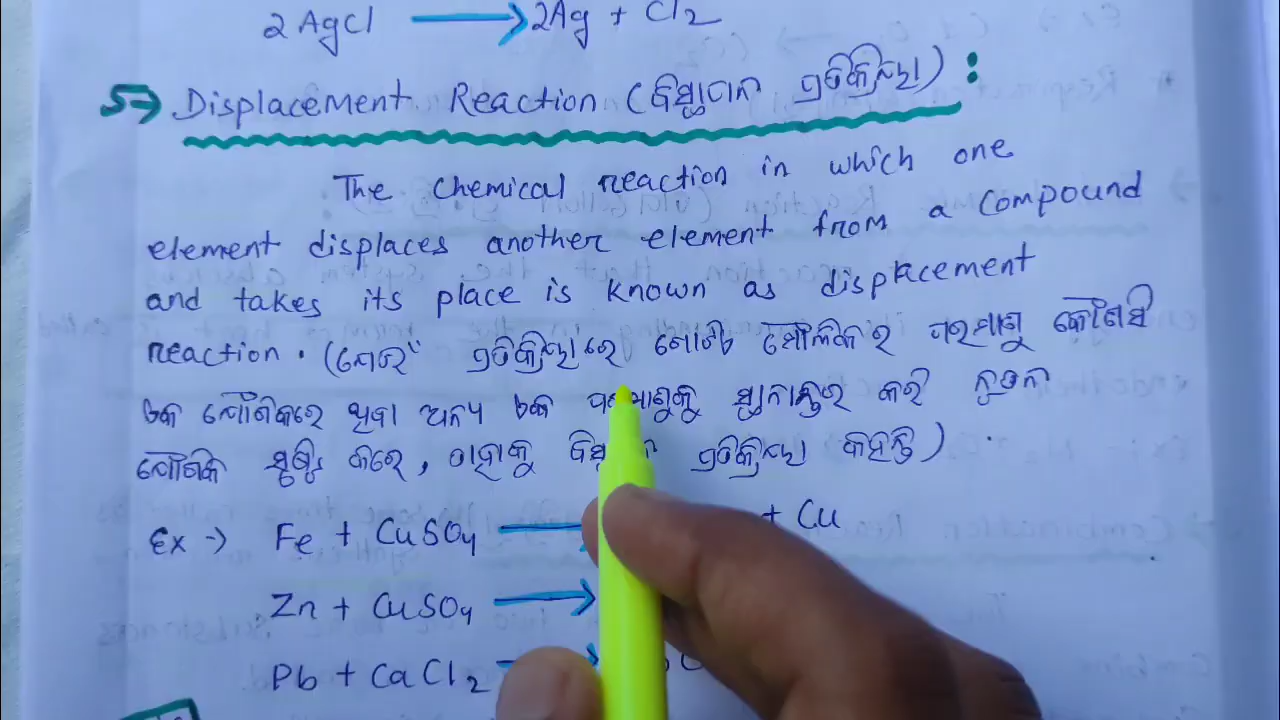 2AgCl ⟶ 2Ag + Cl₂
5→ Displacement Reaction (ବିସ୍ଥାପନ ପ୍ରତିକ୍ରିୟା) :
The chemical reaction in which one
element displaces another element from a compound
and takes its place is known as displacement
reaction. (ଯେଉଁ ପ୍ରତିକ୍ରିୟାରେ ଗୋଟିଏ ମୌଳିକର ପରମାଣୁ କୌଣସି
ଏକ ଯୌଗିକରେ ଥିବା ଅନ୍ୟ ଏକ ସ୍ଥାନାନ୍ତର କରି ନୂତନ
ଯୌଗିକ ସୃଷ୍ଟି କରେ, ତାହାକୁ ପ୍ରତିକ୍ରିୟା କହନ୍ତି)
Ex → Fe + CuSO₄ ⟶ + Cu
Zn + CuSO₄ ⟶
Pb + CaCl₂ ⟶